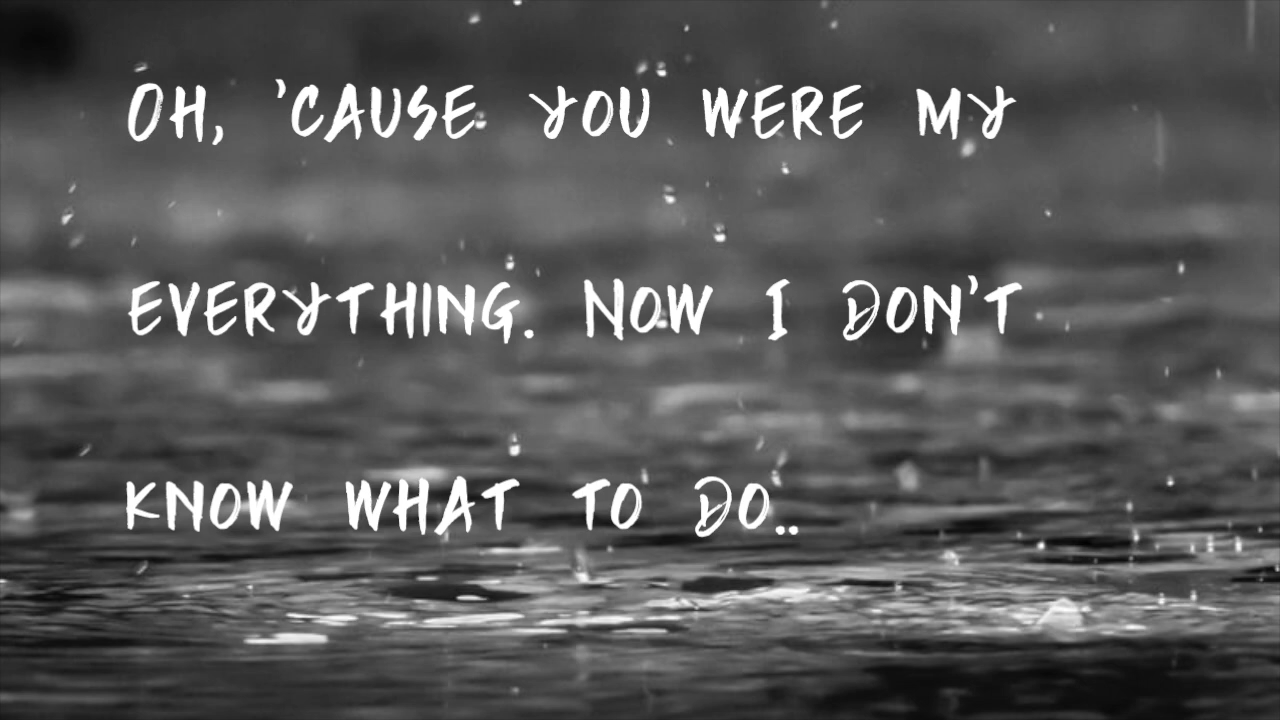 OH, 'CAUSE YOU WERE MY
EVERYTHING. NOW I DON'T
KNOW WHAT TO DO..